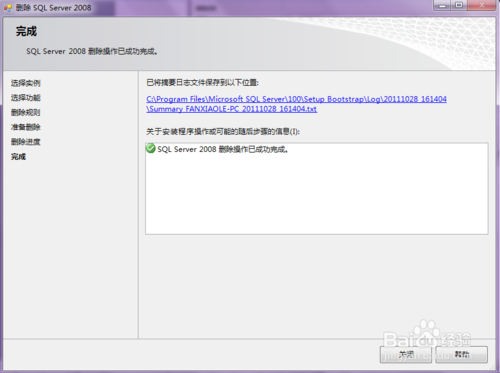 删除 SQL Server 2008
完成
SQL Server 2008 删除操作已成功完成。
选择实例
选择功能
删除规则
准备删除
删除进度
完成
已将摘要日志文件保存到以下位置:
C:\Program Files\Microsoft SQL Server\100\Setup Bootstrap\Log\20111028_161404
\Summary_FANXIAOLE-PC_20111028_161404.txt
关于安装程序操作或可能的随后步骤的信息(I):
SQL Server 2008 删除操作已成功完成。
Baidu 经验
关闭
帮助